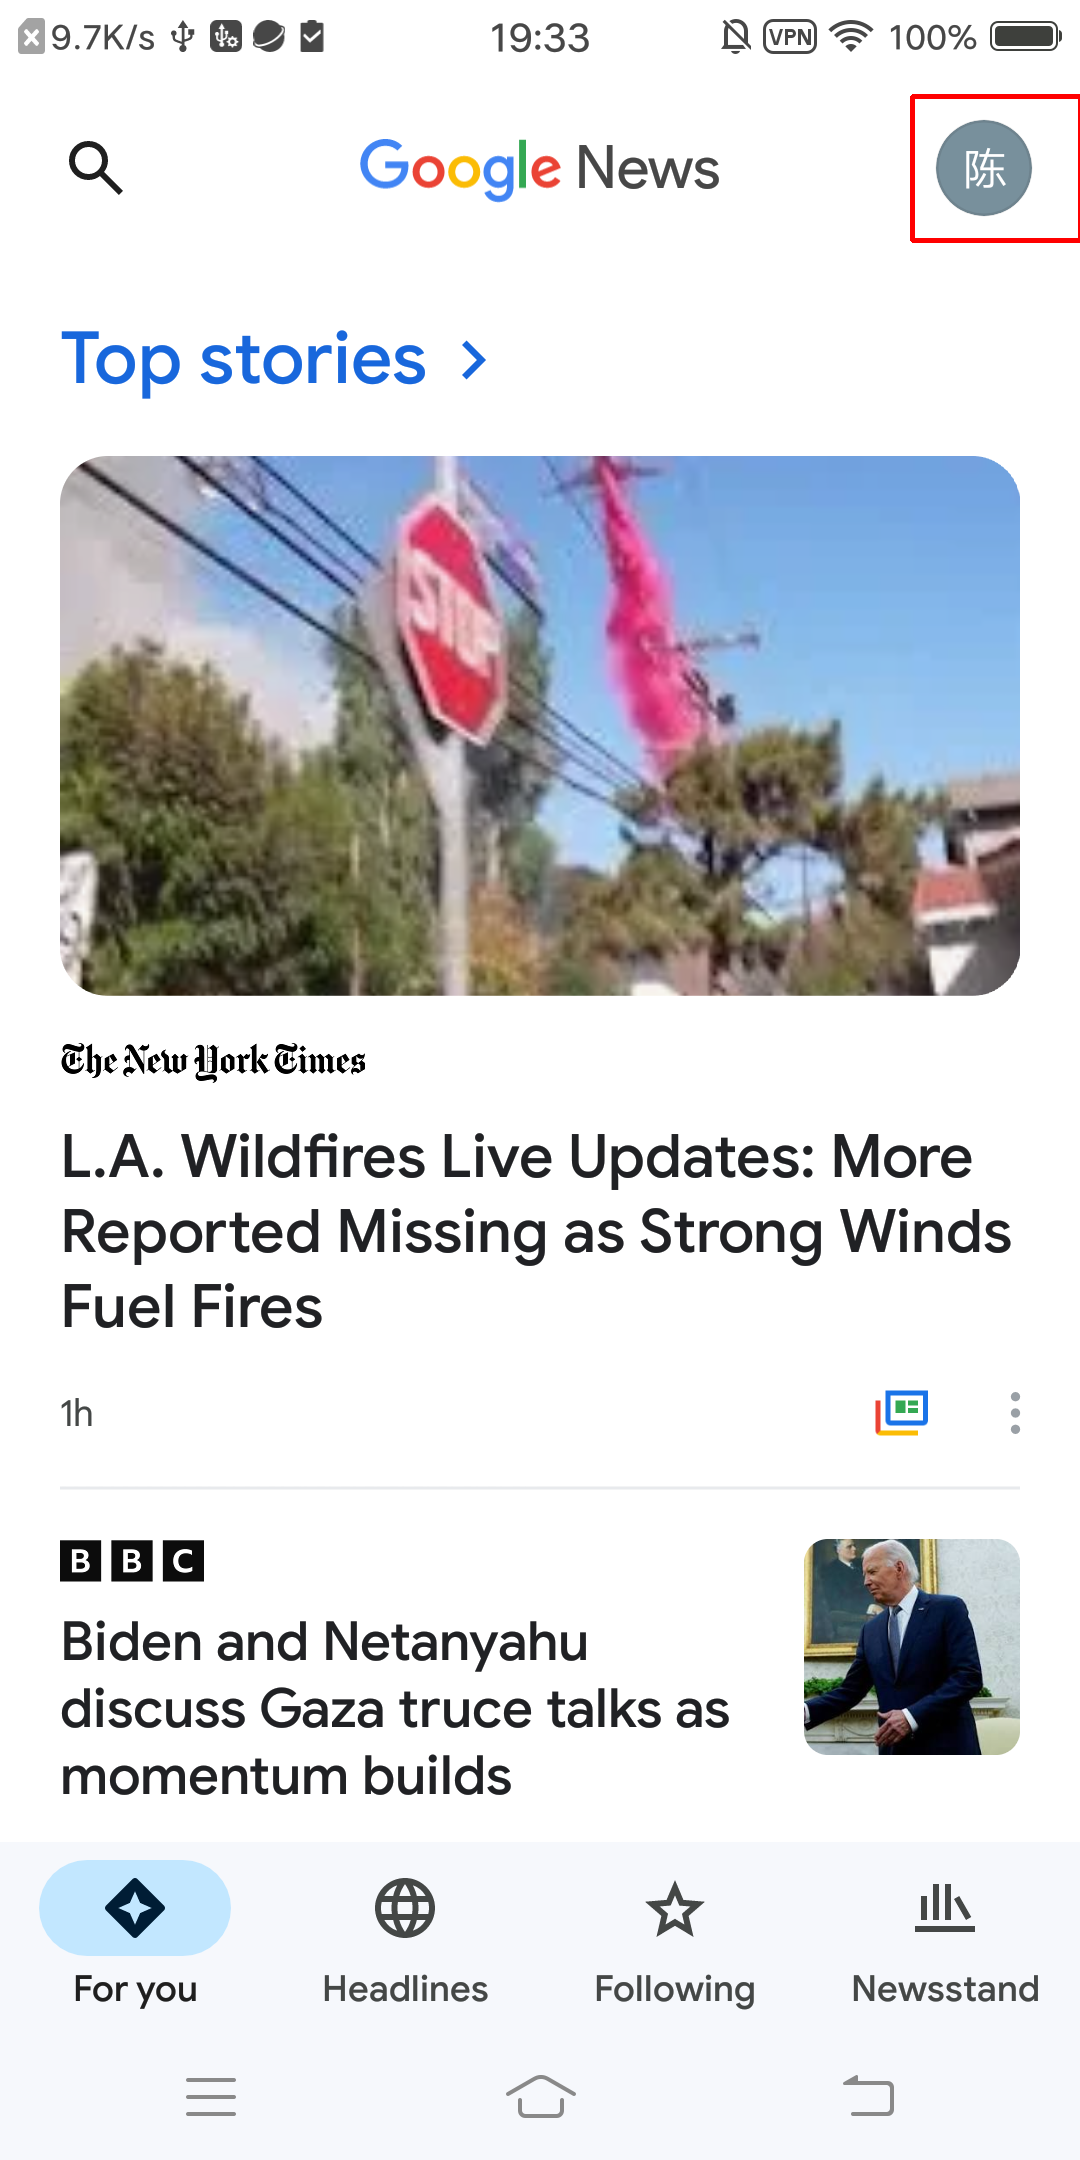 9.7K/s 19:33 VPN 100%
Google News 陈
Top stories
STOP
The New York Times
L.A. Wildfires Live Updates: More
Reported Missing as Strong Winds
Fuel Fires
1h
BBC
Biden and Netanyahu
discuss Gaza truce talks as
momentum builds
For you Headlines Following Newsstand